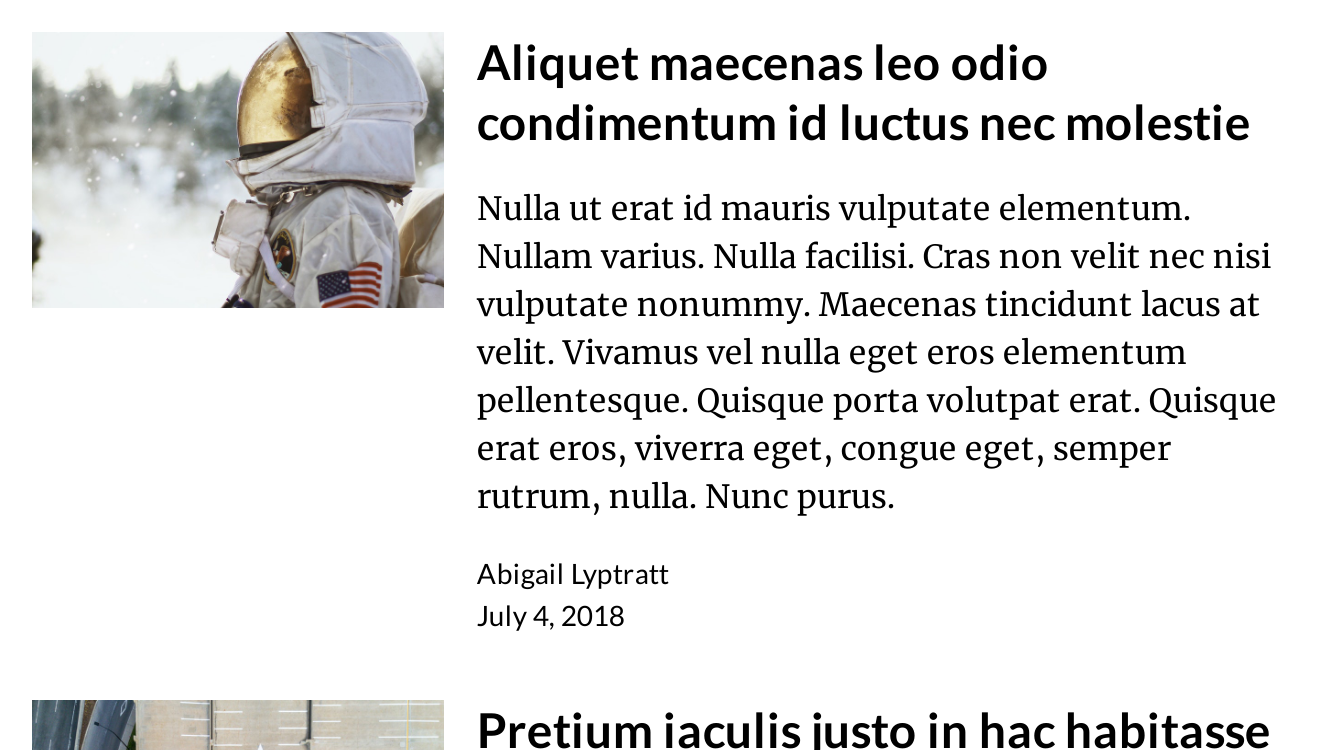 Aliquet maecenas leo odio
condimentum id luctus nec molestie
Nulla ut erat id mauris vulputate elementum.
Nullam varius. Nulla facilisi. Cras non velit nec nisi
vulputate nonummy. Maecenas tincidunt lacus at
velit. Vivamus vel nulla eget eros elementum
pellentesque. Quisque porta volutpat erat. Quisque
erat eros, viverra eget, congue eget, semper
rutrum, nulla. Nunc purus.
Abigail Lyptratt
July 4, 2018
Pretium iaculis justo in hac habitasse